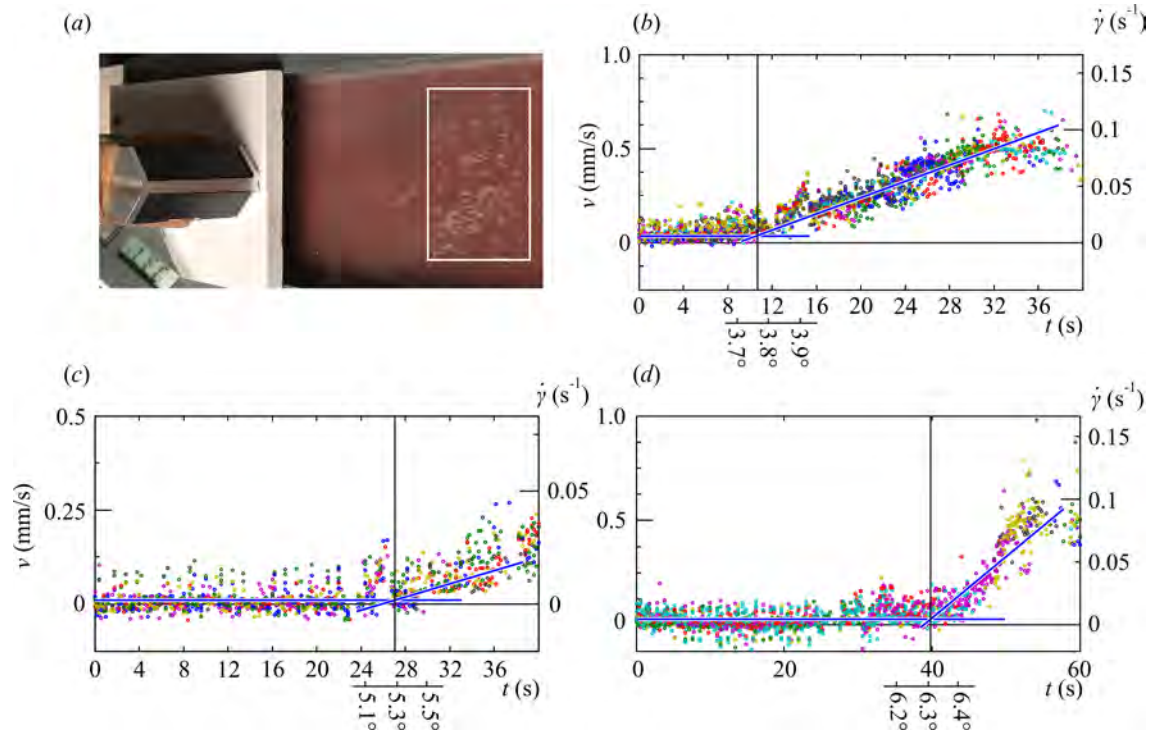 (a)
(b)
γ̇ (s⁻¹)
1.0
0.5
0
v (mm/s)
0.15
0.10
0.05
0
0 4 8 12 16 20 24 28 32 36
t (s)
3.7° 3.8° 3.9°
(c)
γ̇ (s⁻¹)
0.5
0.25
0
v (mm/s)
0.05
0
0 4 8 12 16 20 24 28 32 36
t (s)
5.1° 5.3° 5.5°
(d)
γ̇ (s⁻¹)
1.0
0.5
0
0.15
0.10
0.05
0
0 20 40 60
t (s)
6.2° 6.3° 6.4°